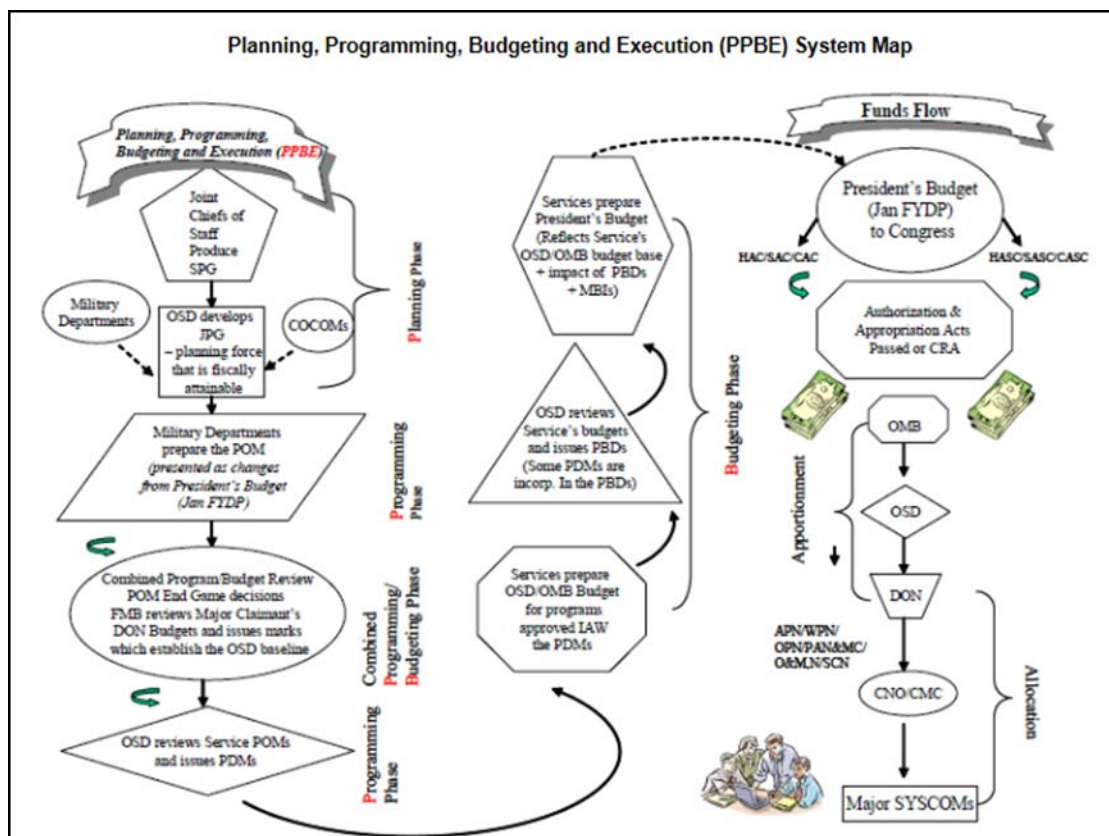 Planning, Programming, Budgeting and Execution (PPBE) System Map
Planning, Programming,
Budgeting and Execution (PPBE)
Joint
Chiefs of
Staff
Produce
SPG
Military
Departments
OSD develops
JPG
– planning force
that is fiscally
attainable
COCOMs
Planning Phase
Military Departments
prepare the POM
(presented as changes
from President's Budget
(Jan FYDP)
Programming
Phase
Combined Program/Budget Review
POM End Game decisions
FMB reviews Major Claimant's
DON Budgets and issues marks
which establish the OSD baseline
Combined
Programming/
Budgeting Phase
OSD reviews Service POMs
and issues PDMs
Programming
Phase
Services prepare
President's Budget
(Reflects Service's
OSD/OMB budget base
+ impact of PBDs
+ MBIs)
OSD reviews
Service's budgets
and issues PBDs
(Some PDMs are
incorp. In the PBDs)
Services prepare
OSD/OMB Budget
for programs
approved IAW
the PDMs
Budgeting Phase
Funds Flow
President's Budget
(Jan FYDP)
to Congress
HAC/SAC/CAC
HASC/SASC/CASC
Authorization &
Appropriation Acts
Passed or CRA
OMB
OSD
Apportionment
DON
APN/WPN/
OPN/PAN&MC/
O&M,N/SCN
CNO/CMC
Allocation
Major SYSCOMs